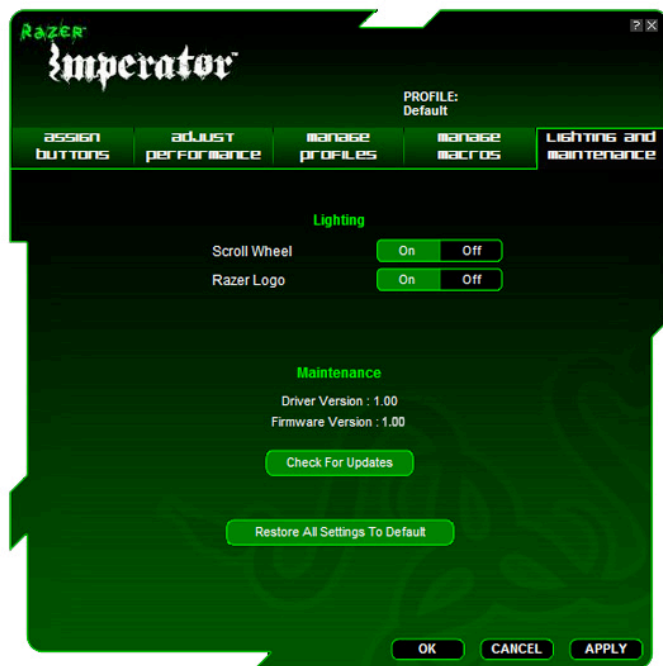 RAZER
Imperator™
? X
PROFILE:
Default
assign buttons
adjust performance
manage profiles
manage macros
Lighting and maintenance
Lighting
Scroll Wheel On Off
Razer Logo On Off
Maintenance
Driver Version : 1.00
Firmware Version : 1.00
Check For Updates
Restore All Settings To Default
OK CANCEL APPLY